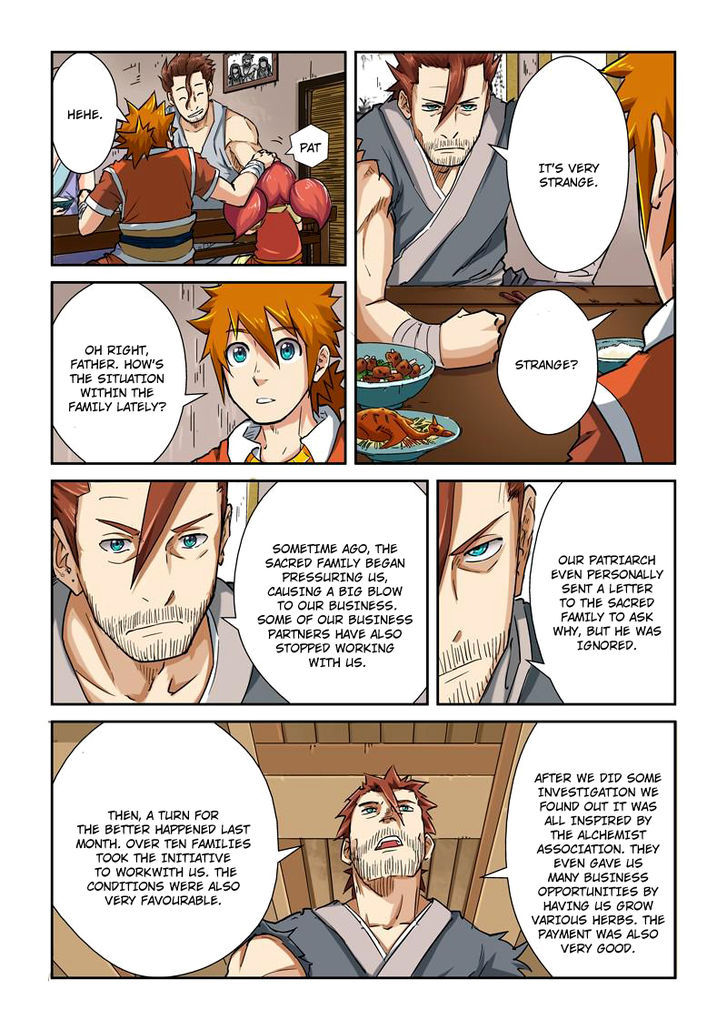 HEHE.
PAT
OH RIGHT,
FATHER. HOW'S
THE SITUATION
WITHIN THE
FAMILY LATELY?
IT'S VERY
STRANGE.
STRANGE?
SOMETIME AGO, THE
SACRED FAMILY BEGAN
PRESSURING US,
CAUSING A BIG BLOW
TO OUR BUSINESS.
SOME OF OUR BUSINESS
PARTNERS HAVE ALSO
STOPPED WORKING
WITH US.
OUR PATRIARCH
EVEN PERSONALLY
SENT A LETTER
TO THE SACRED
FAMILY TO ASK
WHY, BUT HE WAS
IGNORED.
THEN, A TURN FOR
THE BETTER HAPPENED LAST
MONTH. OVER TEN FAMILIES
TOOK THE INITIATIVE
TO WORKWITH US. THE
CONDITIONS WERE ALSO
VERY FAVOURABLE.
AFTER WE DID SOME
INVESTIGATION WE
FOUND OUT IT WAS
ALL INSPIRED BY
THE ALCHEMIST
ASSOCIATION. THEY
EVEN GAVE US
MANY BUSINESS
OPPORTUNITIES BY
HAVING US GROW
VARIOUS HERBS. THE
PAYMENT WAS ALSO
VERY GOOD.